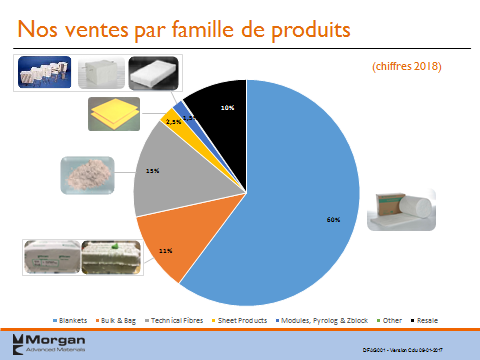 Nos ventes par famille de produits
(chiffres 2018)
10%
2,5%
15%
60%
11%
Blankets Bulk & Bag Technical Fibres Sheet Products Modules, Pyrolog & Zblock Other Resale
Morgan
Advanced Materials